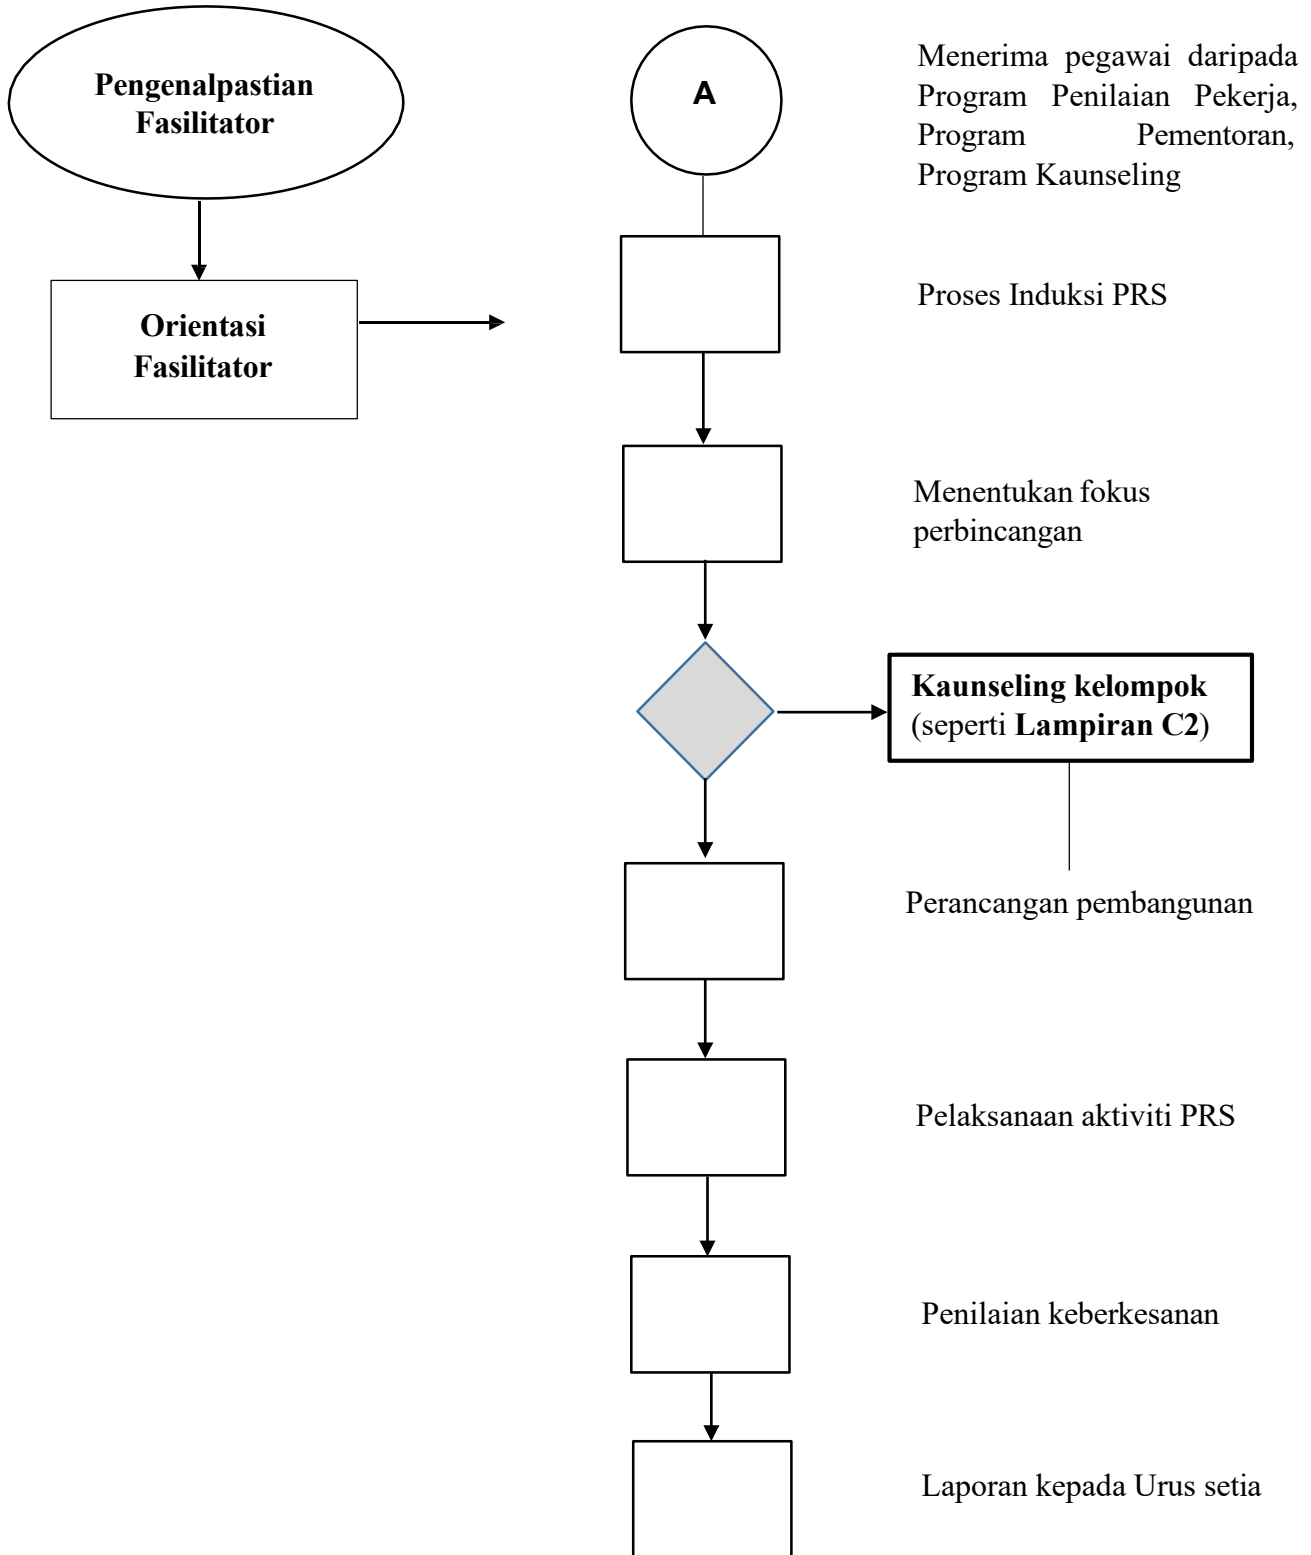 Pengenalpastian
Fasilitator
Orientasi
Fasilitator
A
Menerima pegawai daripada
Program Penilaian Pekerja,
Program Pementoran,
Program Kaunseling
Proses Induksi PRS
Menentukan fokus
perbincangan
Kaunseling kelompok
(seperti Lampiran C2)
Perancangan pembangunan
Pelaksanaan aktiviti PRS
Penilaian keberkesanan
Laporan kepada Urus setia